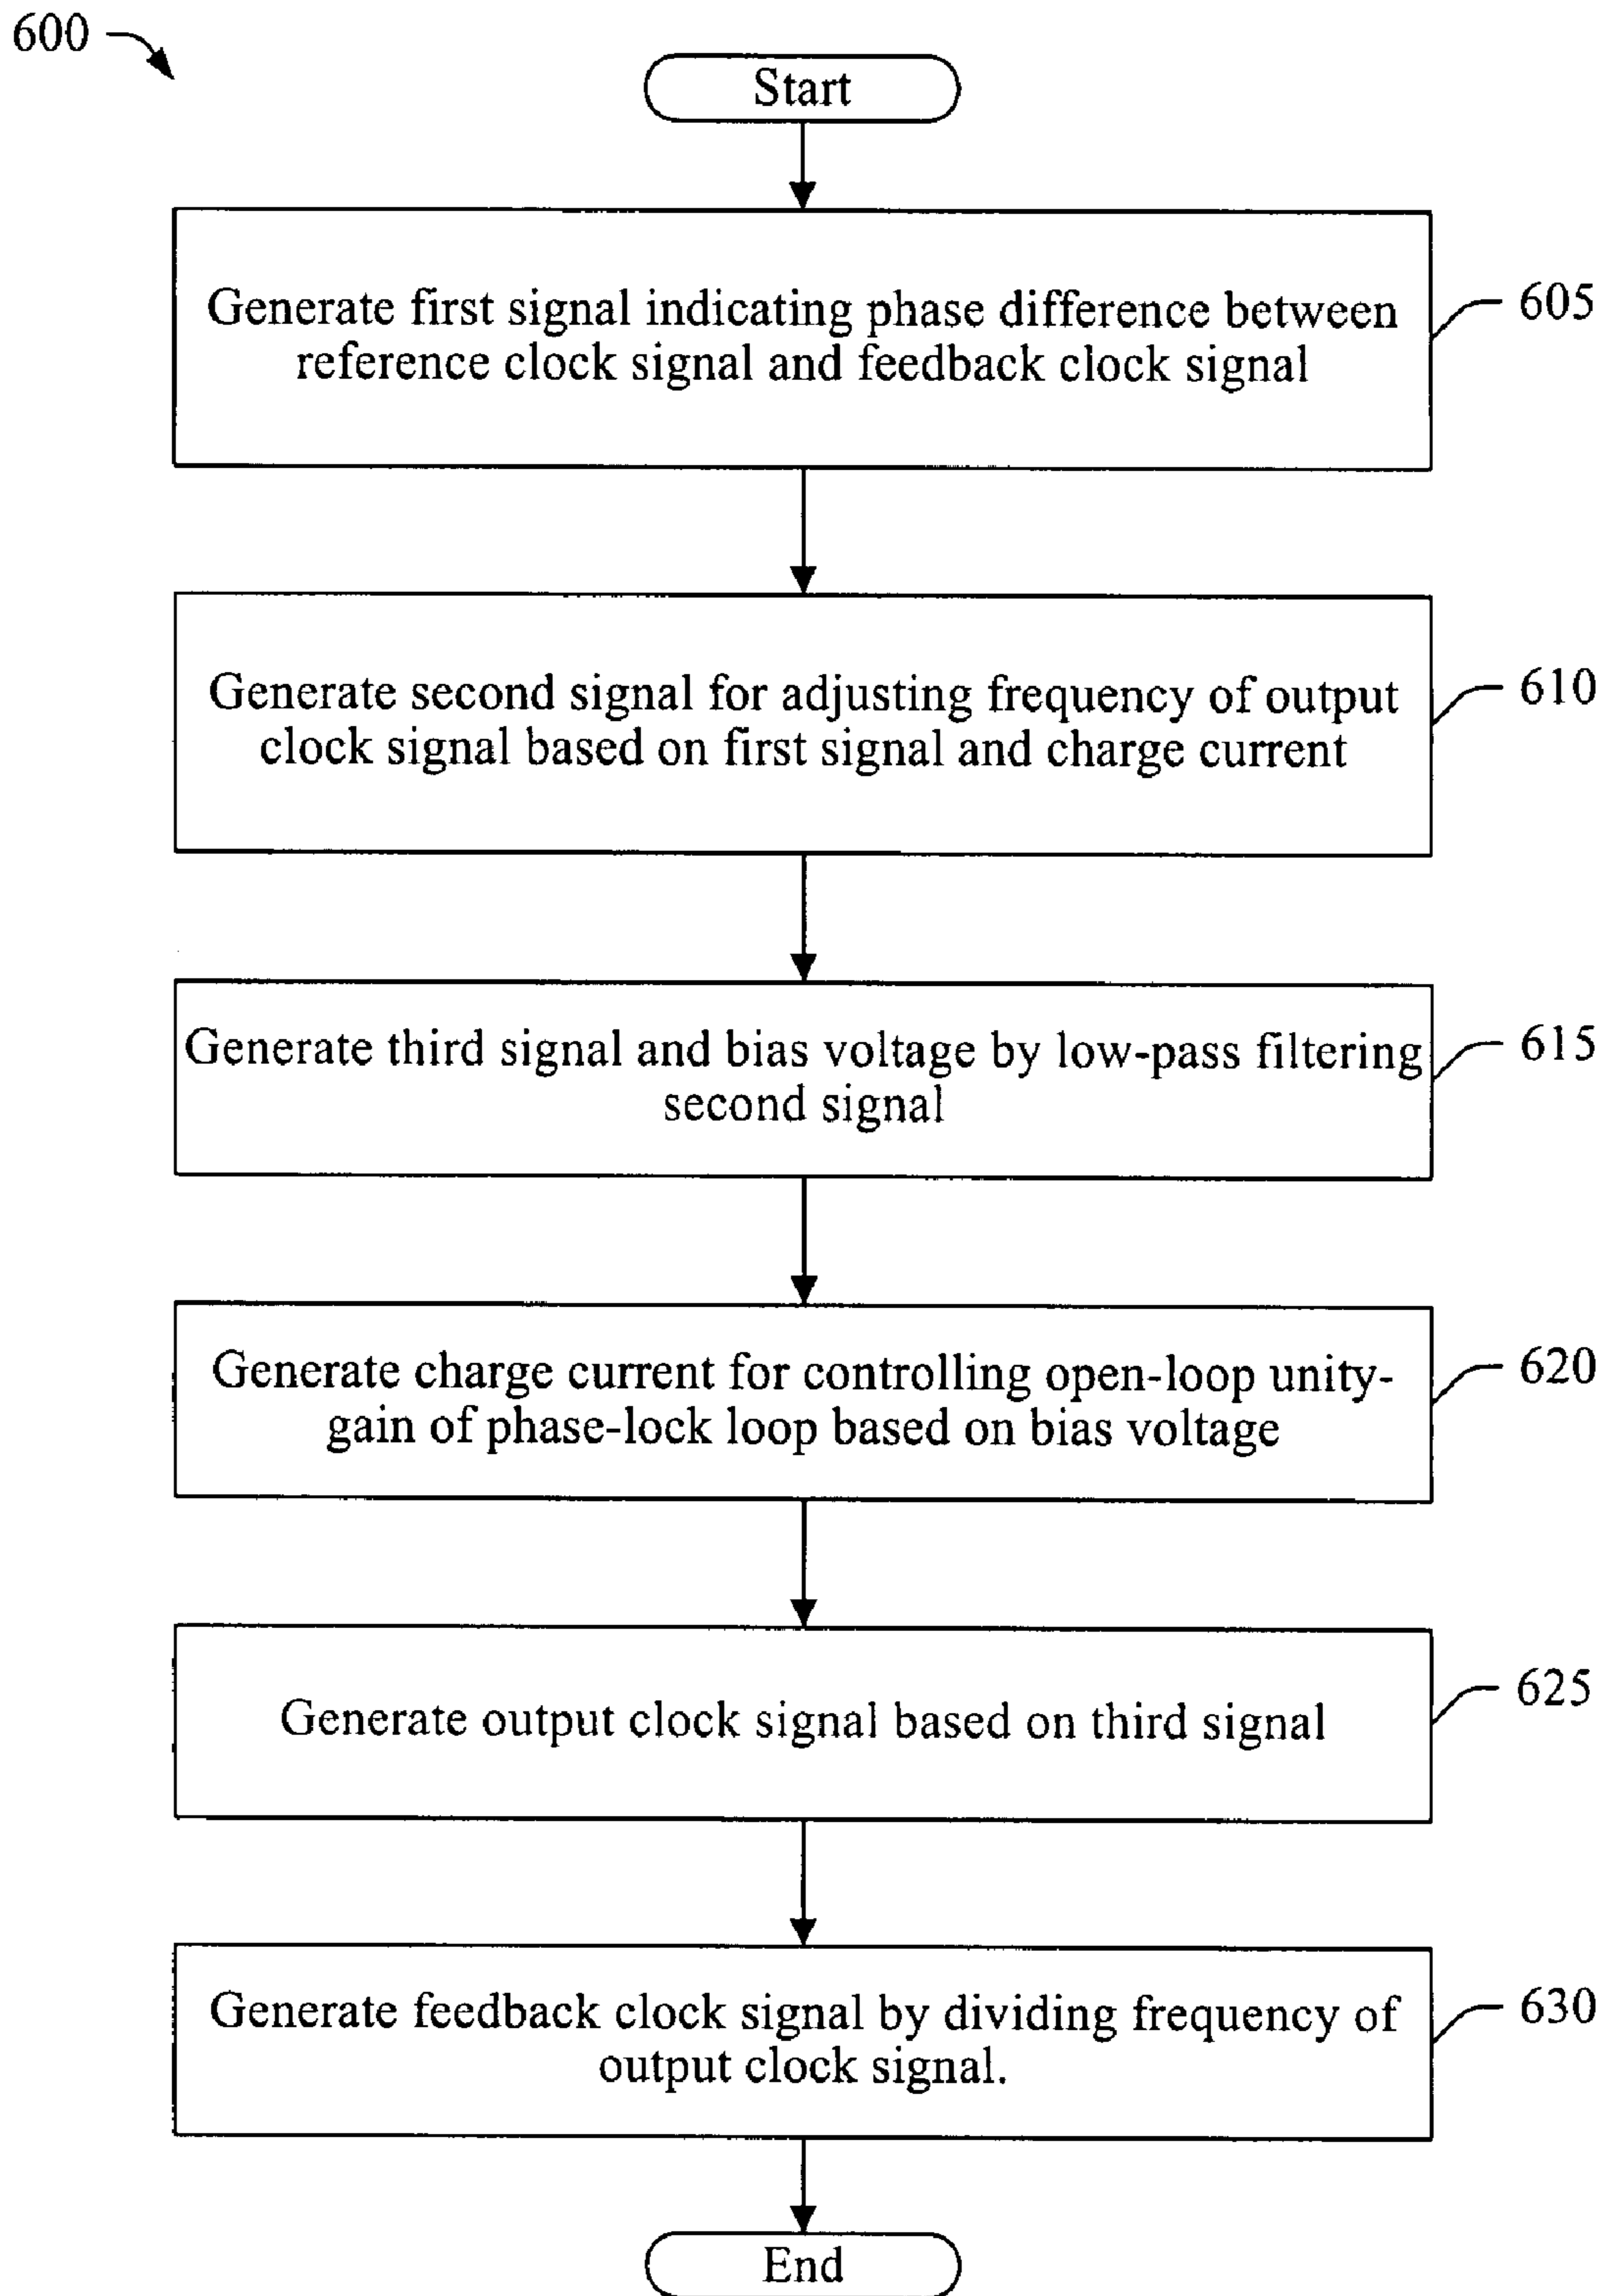 600
Start
Generate first signal indicating phase difference between
reference clock signal and feedback clock signal
605
Generate second signal for adjusting frequency of output
clock signal based on first signal and charge current
610
Generate third signal and bias voltage by low-pass filtering
second signal
615
Generate charge current for controlling open-loop unity-
gain of phase-lock loop based on bias voltage
620
Generate output clock signal based on third signal
625
Generate feedback clock signal by dividing frequency of
output clock signal.
630
End